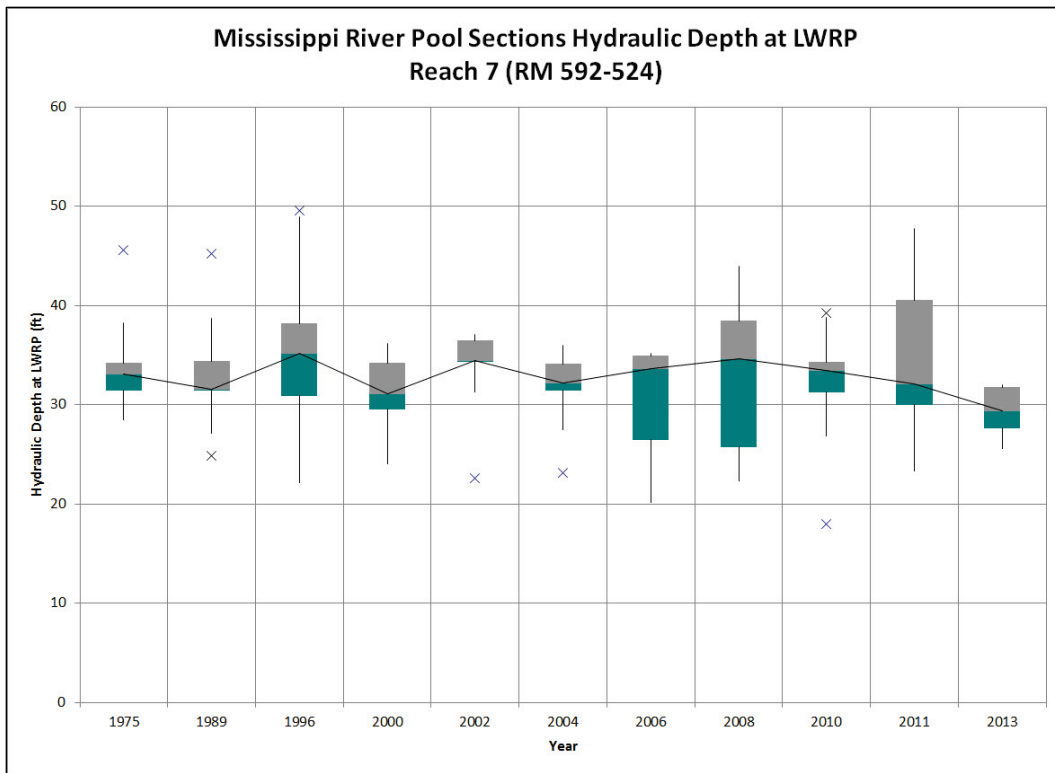 Mississippi River Pool Sections Hydraulic Depth at LWRP
Reach 7 (RM 592-524)
Hydraulic Depth at LWRP (ft)
60
50
40
30
20
10
0
1975 1989 1996 2000 2002 2004 2006 2008 2010 2011 2013
Year